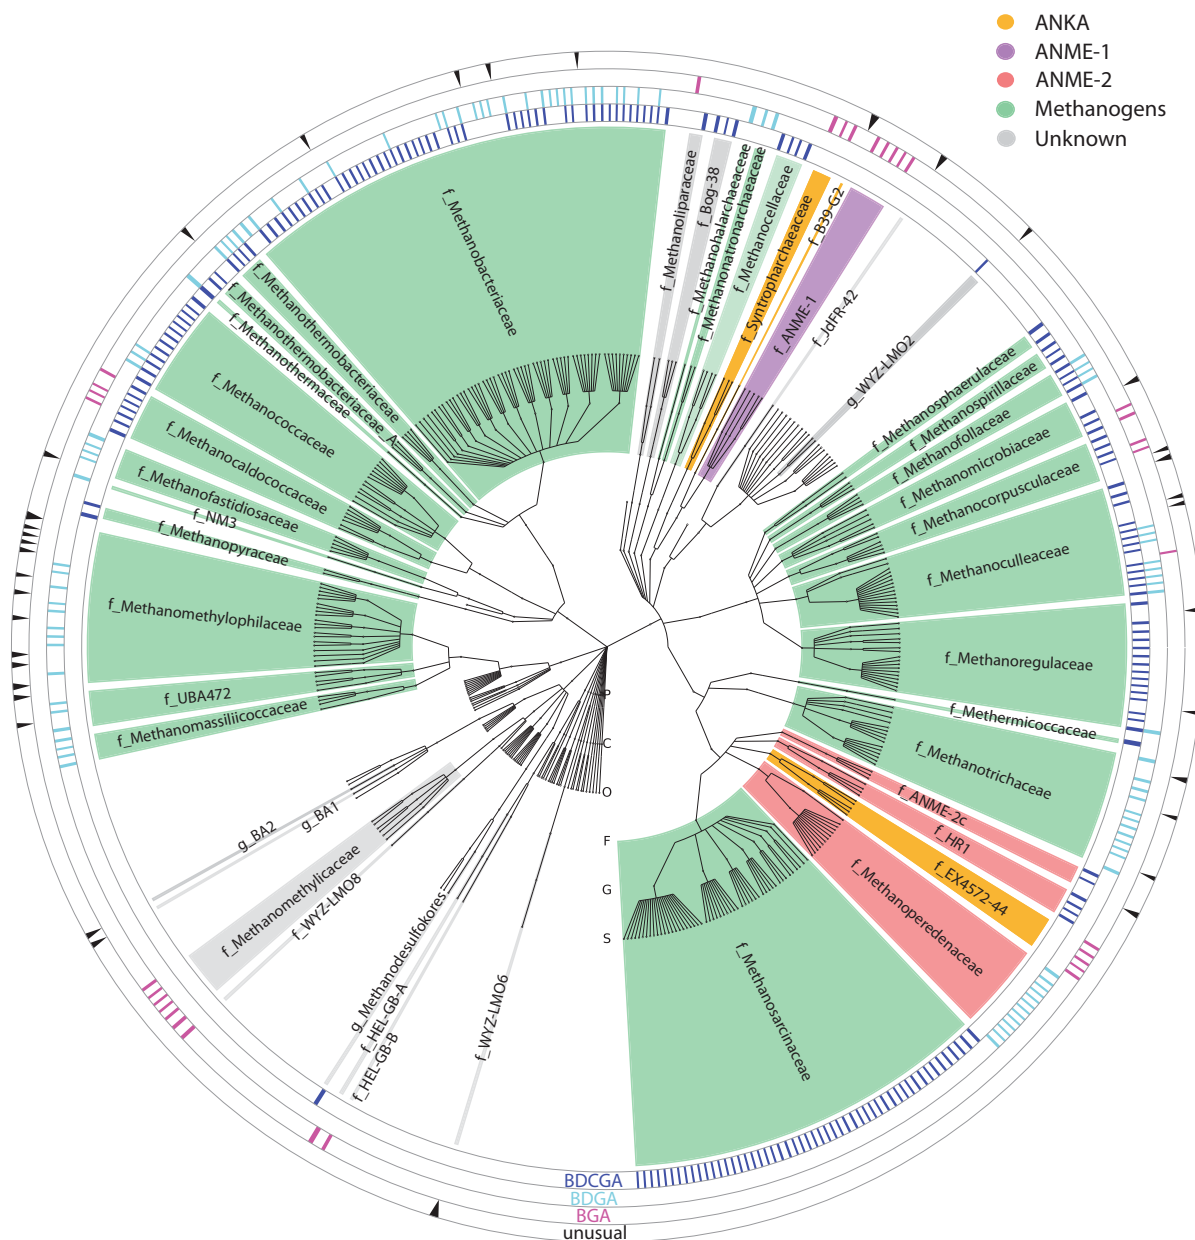 ANKA
ANME-1
ANME-2
Methanogens
Unknown
f_Methanobacteriaceae
f_Methanoliparaceae
f_Bog-38
f_Methanohalarchaeaceae
f_Methanonatronarchaeaceae
f_Methanocellaceae
f_Syntropharchaeaceae
f_B39-G2
f_ANME-1
f_JdFR-42
g_WYZ-LMO2
f_Methanosphaerulaceae
f_Methanospirillaceae
f_Methanofollaceae
f_Methanomicrobiaceae
f_Methanocorpusculaceae
f_Methanoculleaceae
f_Methanoregulaceae
f_Methermicoccaceae
f_Methanotrichaceae
f_ANME-2c
f_HR1
f_EX4572-44
f_Methanoperedenaceae
f_Methanosarcinaceae
f_Methanothermobacteriaceae
f_Methanothermobacteriaceae_A
f_Methanothermaceae
f_Methanococcaceae
f_Methanocaldococcaceae
f_Methanofastidiosaceae
f_NM3
f_Methanopyraceae
f_Methanomethylophilaceae
f_UBA472
f_Methanomassiliicoccaceae
g_BA2
g_BA1
f_Methanomethylicaceae
f_WYZ-LMO8
g_Methanodesulfokores
f_HEL-GB-A
f_HEL-GB-B
f_WYZ-LMO6
P
C
O
F
G
S
BDCGA
BDGA
BGA
unusual